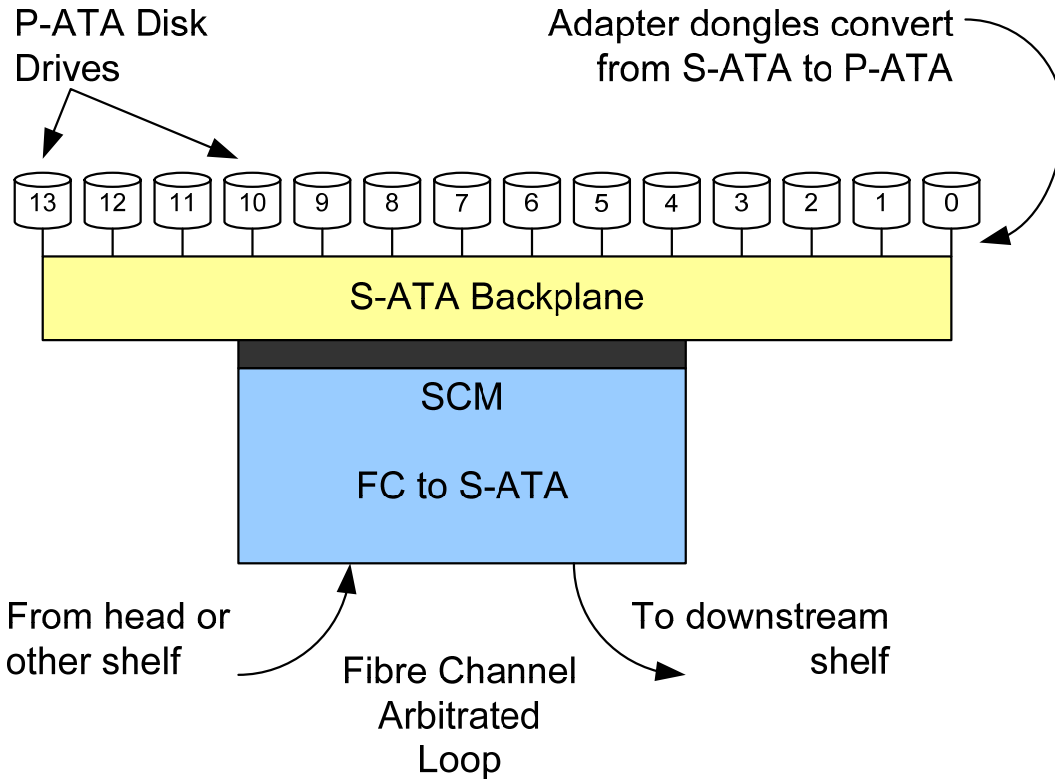 P-ATA Disk
Drives
Adapter dongles convert
from S-ATA to P-ATA
13 12 11 10 9 8 7 6 5 4 3 2 1 0
S-ATA Backplane
SCM
FC to S-ATA
From head or
other shelf
Fibre Channel
Arbitrated
Loop
To downstream
shelf